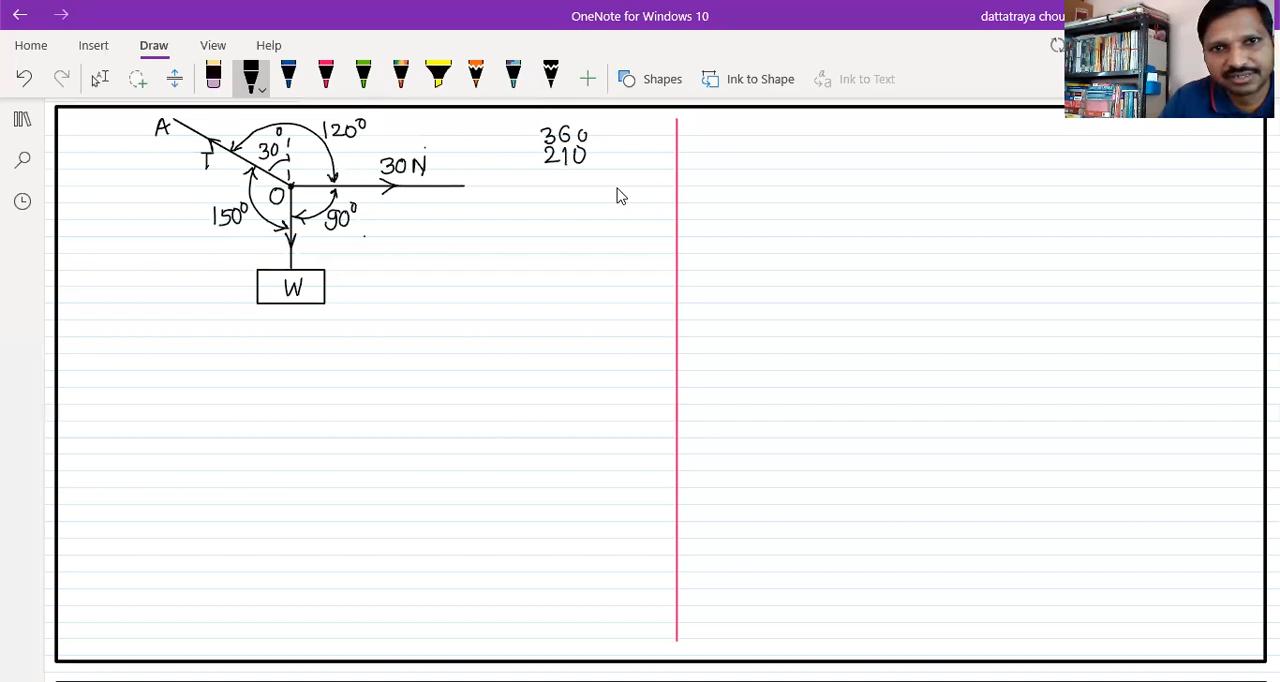 OneNote for Windows 10
dattatraya chou
Home Insert Draw View Help
Shapes Ink to Shape Ink to Text
A 120°
30°
T 30N
O
150° 90°
W
360
210